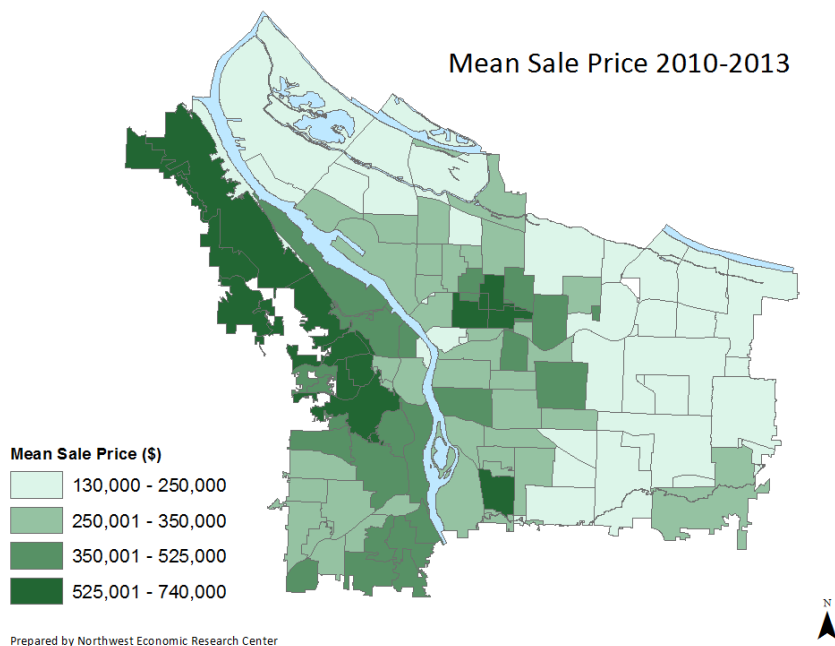 Mean Sale Price 2010-2013
Mean Sale Price ($)
130,000 - 250,000
250,001 - 350,000
350,001 - 525,000
525,001 - 740,000
Prepared by Northwest Economic Research Center
N